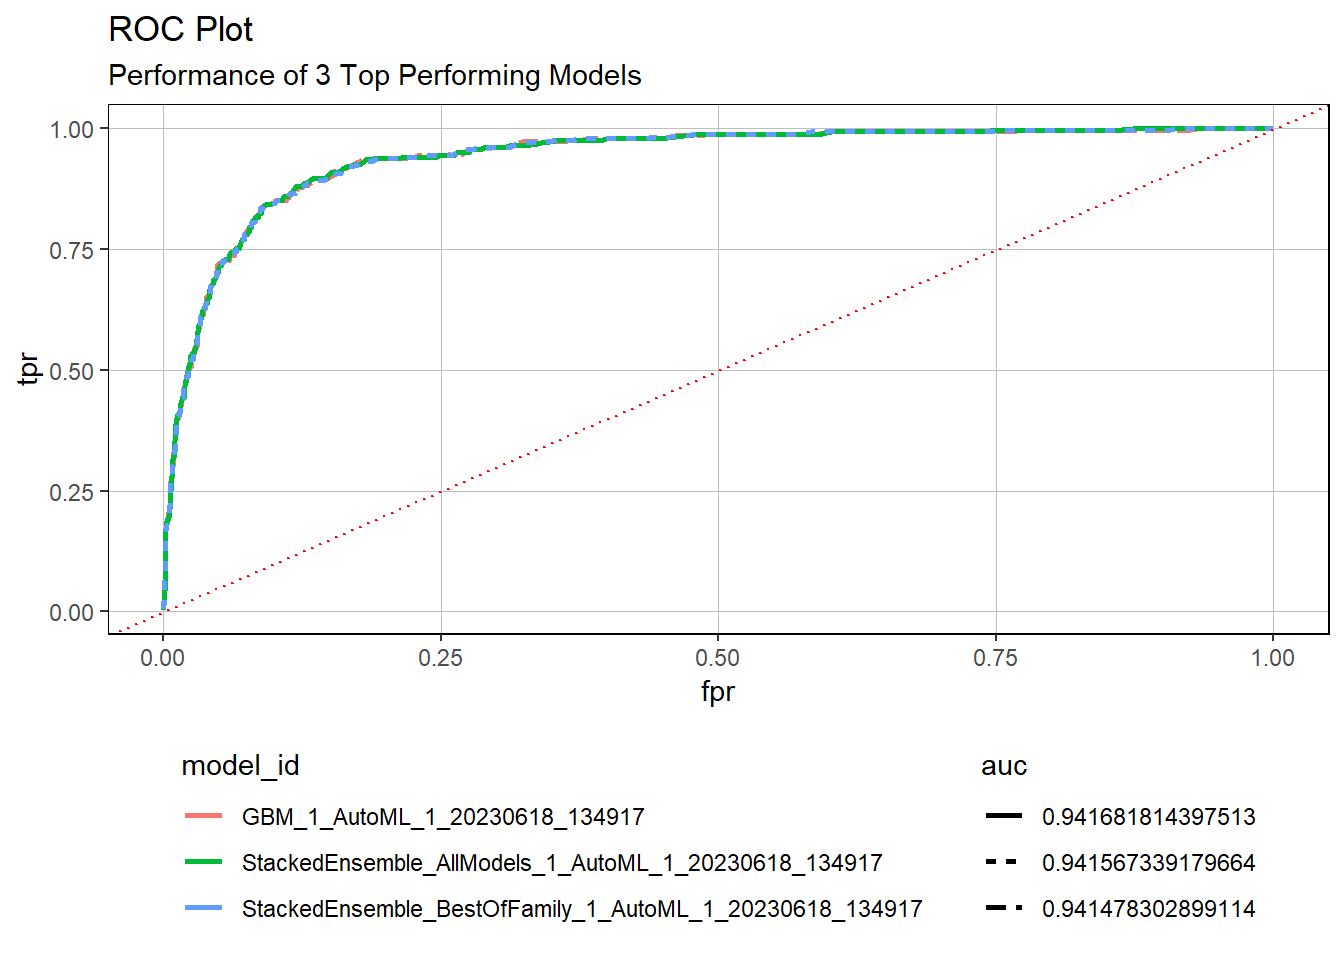 ROC Plot
Performance of 3 Top Performing Models
1.00
0.75
0.50
0.25
0.00
tpr
0.00 0.25 0.50 0.75 1.00
fpr
model_id
GBM_1_AutoML_1_20230618_134917
StackedEnsemble_AllModels_1_AutoML_1_20230618_134917
StackedEnsemble_BestOfFamily_1_AutoML_1_20230618_134917
auc
0.941681814397513
0.941567339179664
0.941478302899114